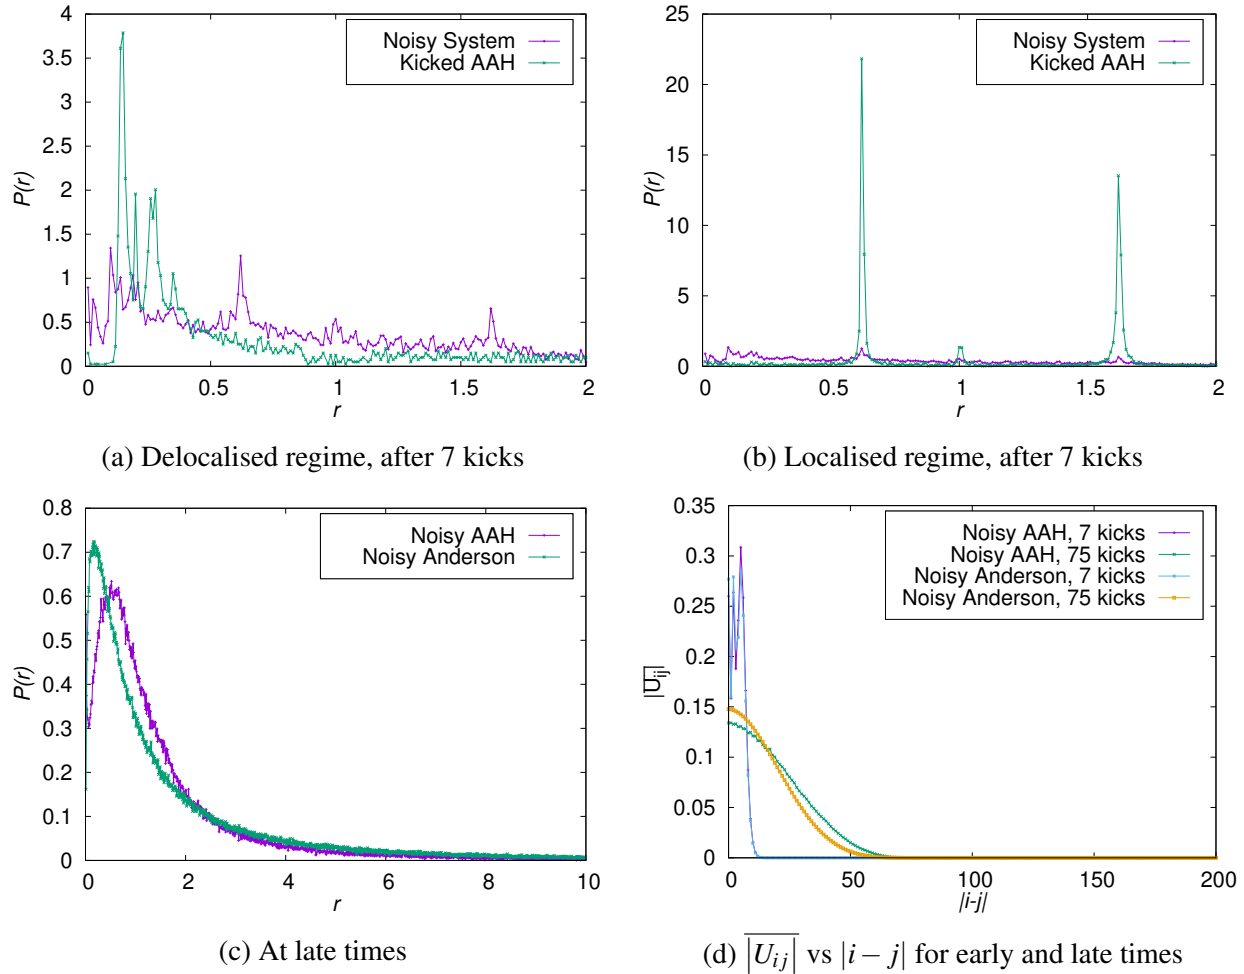 4
3.5
3
2.5
2
1.5
1
0.5
0
P(r)
0
0.5
1
1.5
2
r
Noisy System
Kicked AAH
(a) Delocalised regime, after 7 kicks
25
20
15
10
5
0
P(r)
0
0.5
1
1.5
2
r
Noisy System
Kicked AAH
(b) Localised regime, after 7 kicks
0.8
0.7
0.6
0.5
0.4
0.3
0.2
0.1
0
P(r)
0
2
4
6
8
10
r
Noisy AAH
Noisy Anderson
(c) At late times
0.35
0.3
0.25
0.2
0.15
0.1
0.05
0
|U_{ij}|
0
50
100
150
200
|i-j|
Noisy AAH, 7 kicks
Noisy AAH, 75 kicks
Noisy Anderson, 7 kicks
Noisy Anderson, 75 kicks
(d) \overline{|U_{ij}|} vs |i − j| for early and late times